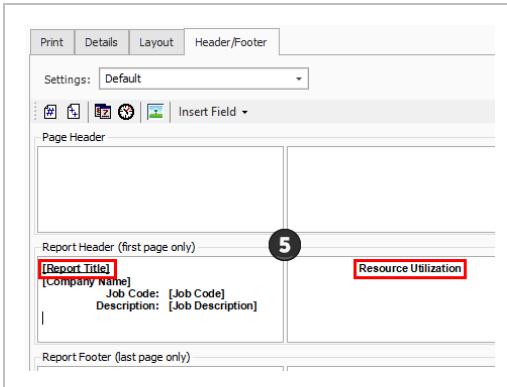 Print Details Layout Header/Footer
Settings: Default
Insert Field
Page Header
Report Header (first page only)
5
[Report Title] Resource Utilization
[Company Name]
Job Code: [Job Code]
Description: [Job Description]
Report Footer (last page only)